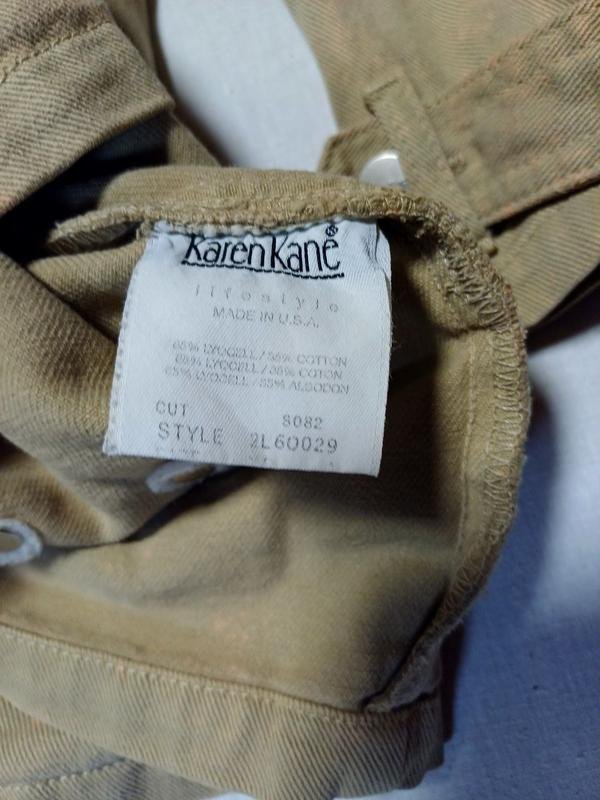 KarenKane®
lifestyle
MADE IN U.S.A.
65% LYOCELL / 35% COTTON
65% LYOCELL / 35% COTON
65% LYOCELL / 35% ALGODON
CUT 8082
STYLE 2L60029